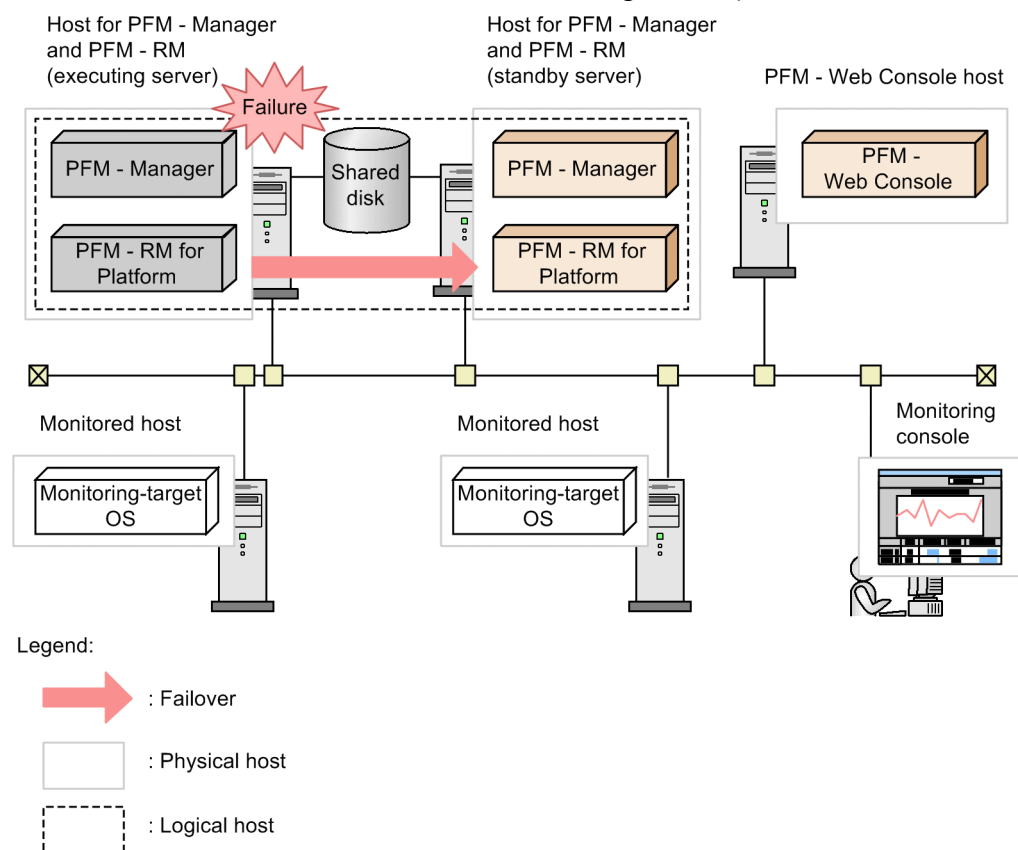 Host for PFM - Manager
and PFM - RM
(executing server)
Host for PFM - Manager
and PFM - RM
(standby server)
PFM - Web Console host
Failure
PFM - Manager
Shared
disk
PFM - Manager
PFM -
Web Console
PFM - RM for
Platform
PFM - RM for
Platform
Monitored host
Monitored host
Monitoring
console
Monitoring-target
OS
Monitoring-target
OS
Legend:
: Failover
: Physical host
: Logical host